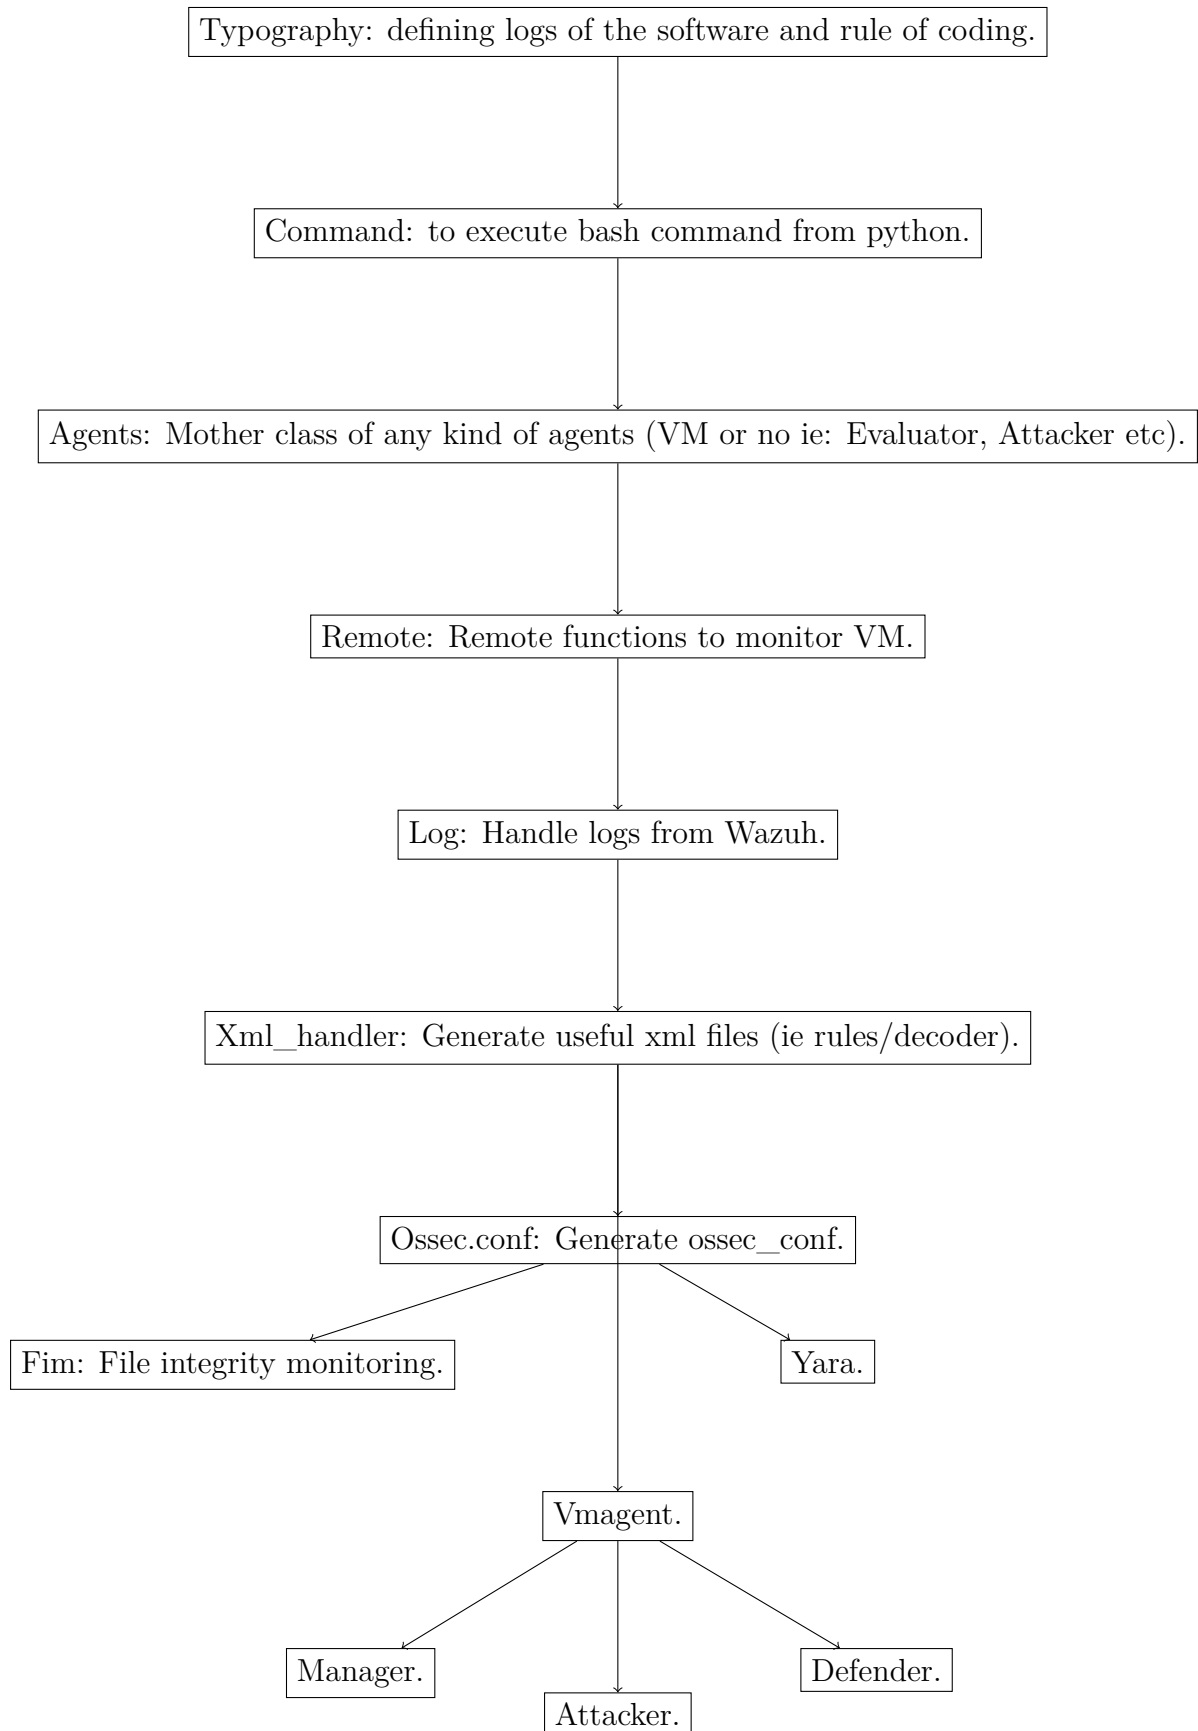 Typography: defining logs of the software and rule of coding.
Command: to execute bash command from python.
Agents: Mother class of any kind of agents (VM or no ie: Evaluator, Attacker etc).
Remote: Remote functions to monitor VM.
Log: Handle logs from Wazuh.
Xml_handler: Generate useful xml files (ie rules/decoder).
Ossec.conf: Generate ossec_conf.
Fim: File integrity monitoring.
Yara.
Vmagent.
Manager.
Defender.
Attacker.